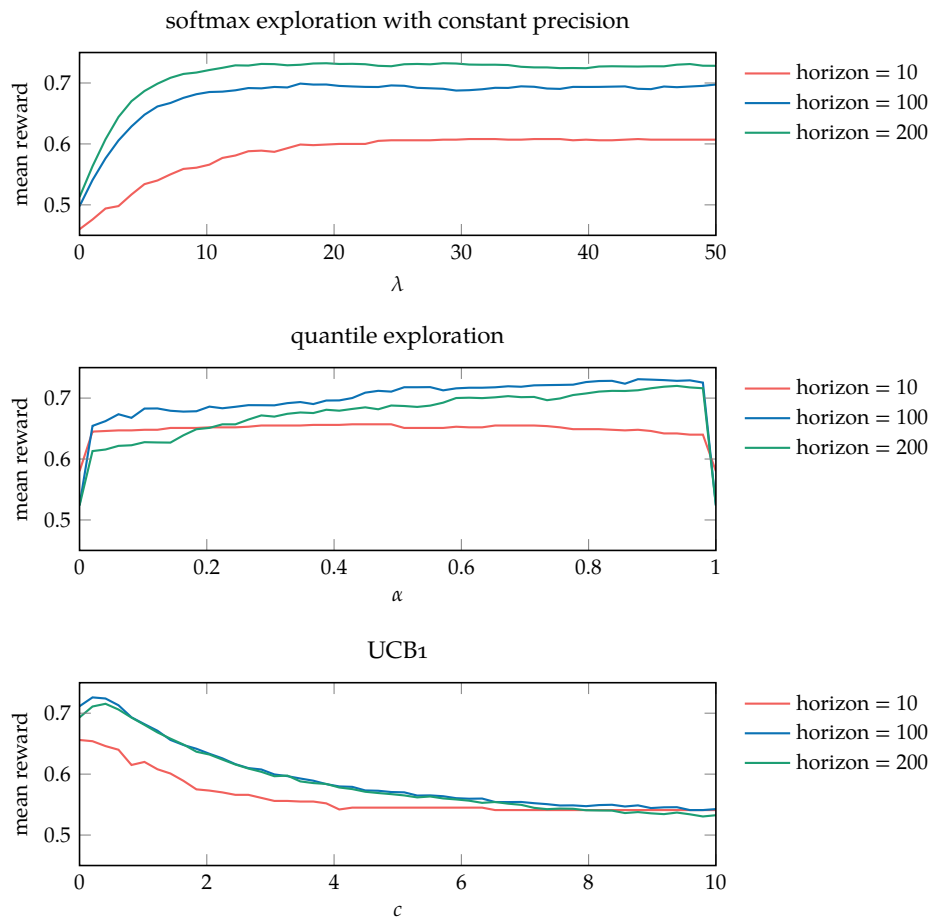 softmax exploration with constant precision
mean reward
0.7
0.6
0.5
0 10 20 30 40 50
λ
horizon = 10
horizon = 100
horizon = 200
quantile exploration
mean reward
0.7
0.6
0.5
0 0.2 0.4 0.6 0.8 1
α
horizon = 10
horizon = 100
horizon = 200
UCB1
mean reward
0.7
0.6
0.5
0 2 4 6 8 10
c
horizon = 10
horizon = 100
horizon = 200